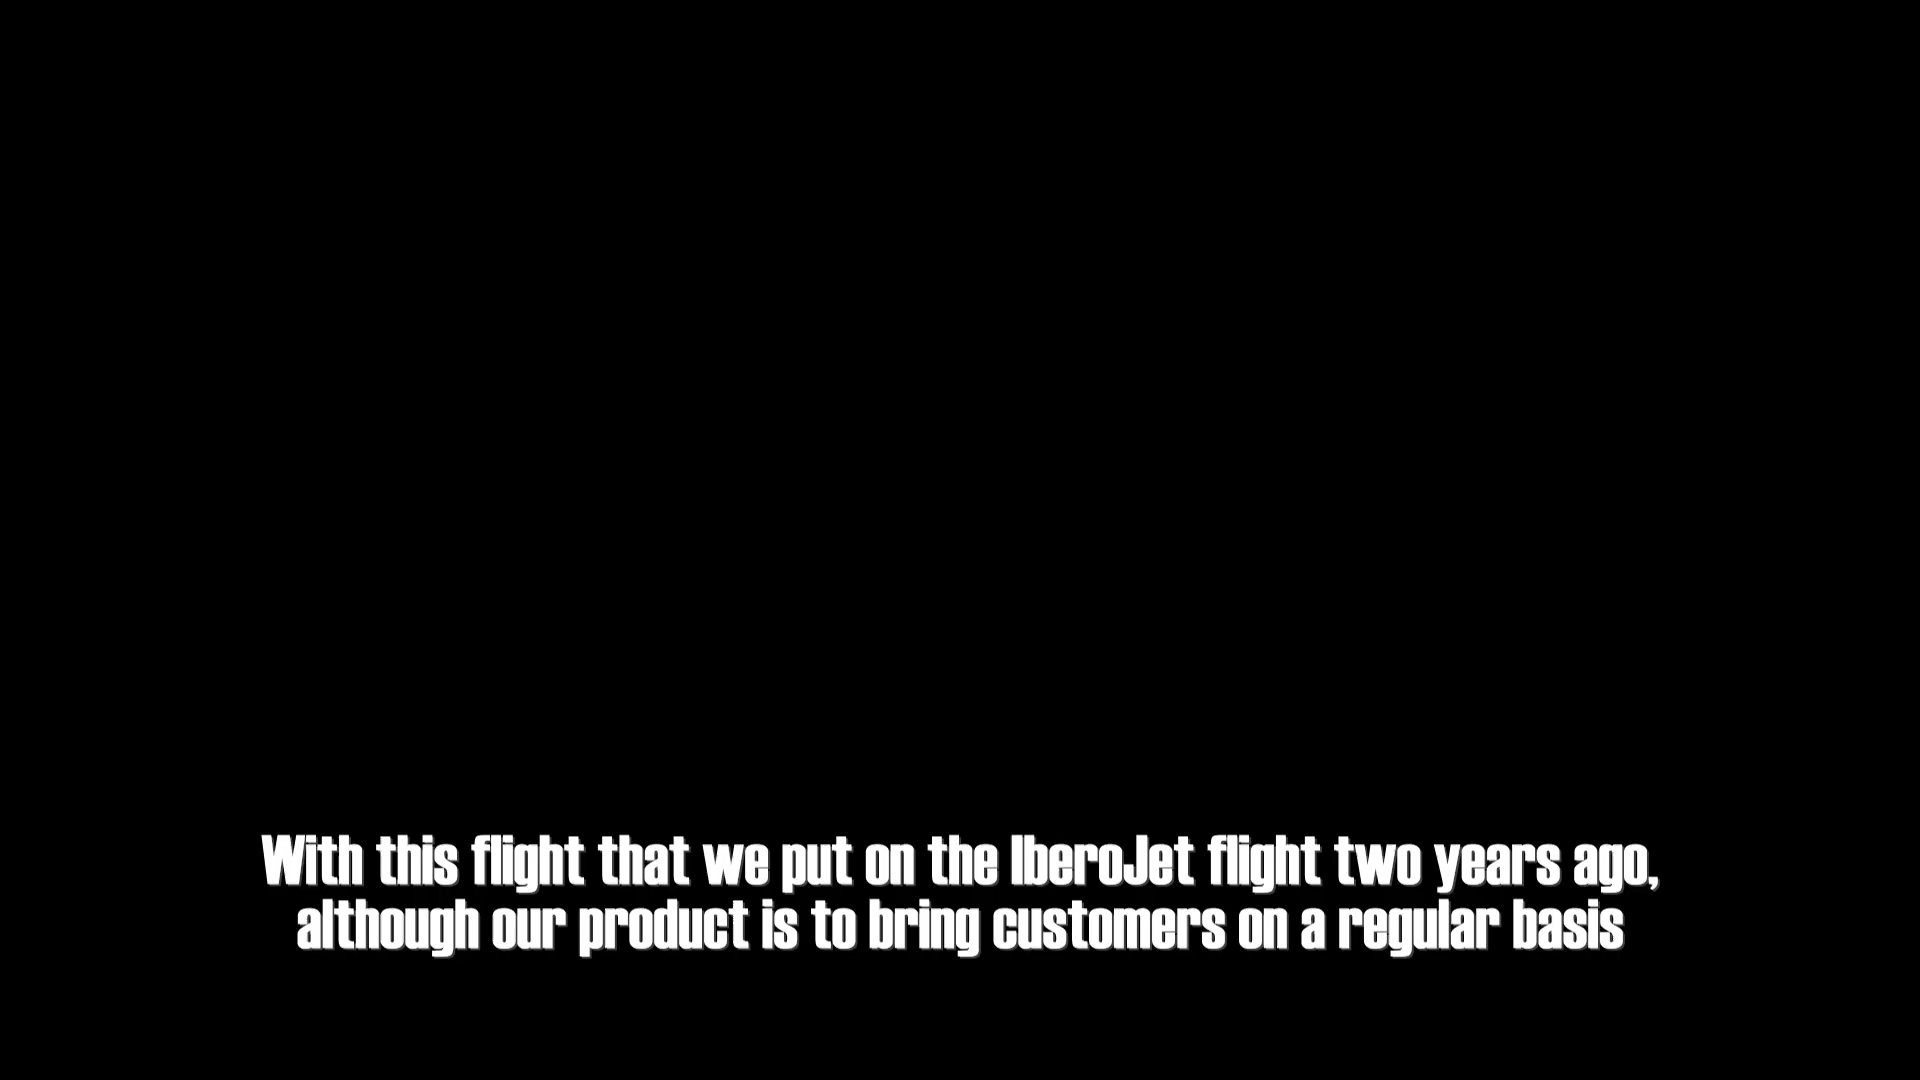 With this flight that we put on the IberoJet flight two years ago,
although our product is to bring customers on a regular basis